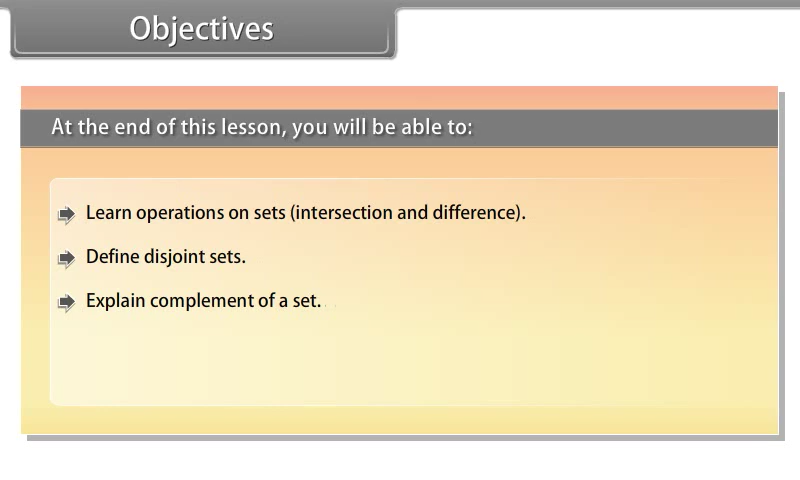 Objectives
At the end of this lesson, you will be able to:
Learn operations on sets (intersection and difference).
Define disjoint sets.
Explain complement of a set.